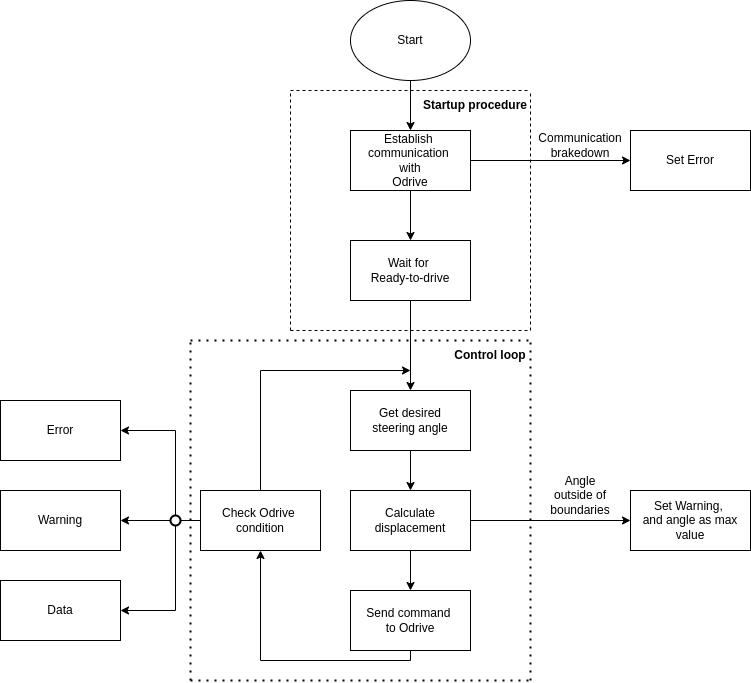 Start
Startup procedure
Establish
communication
with
Odrive
Communication
brakedown
Set Error
Wait for
Ready-to-drive
Control loop
Get desired
steering angle
Error
Angle
outside of
boundaries
Warning
Check Odrive
condition
Calculate
displacement
Set Warning,
and angle as max
value
Data
Send command
to Odrive